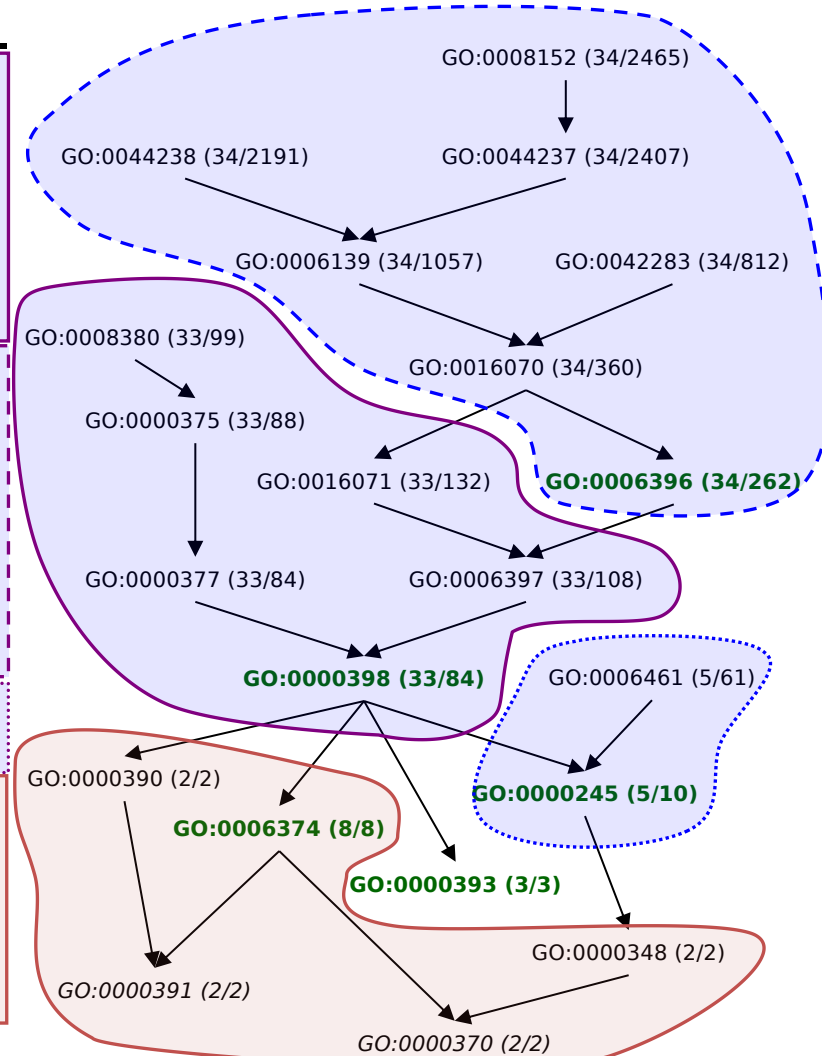 GO:0008152 (34/2465)
GO:0044238 (34/2191)
GO:0044237 (34/2407)
GO:0006139 (34/1057)
GO:0042283 (34/812)
GO:0008380 (33/99)
GO:0016070 (34/360)
GO:0000375 (33/88)
GO:0016071 (33/132)
GO:0006396 (34/262)
GO:0000377 (33/84)
GO:0006397 (33/108)
GO:0000398 (33/84)
GO:0006461 (5/61)
GO:0000390 (2/2)
GO:0000245 (5/10)
GO:0006374 (8/8)
GO:0000393 (3/3)
GO:0000348 (2/2)
GO:0000391 (2/2)
GO:0000370 (2/2)